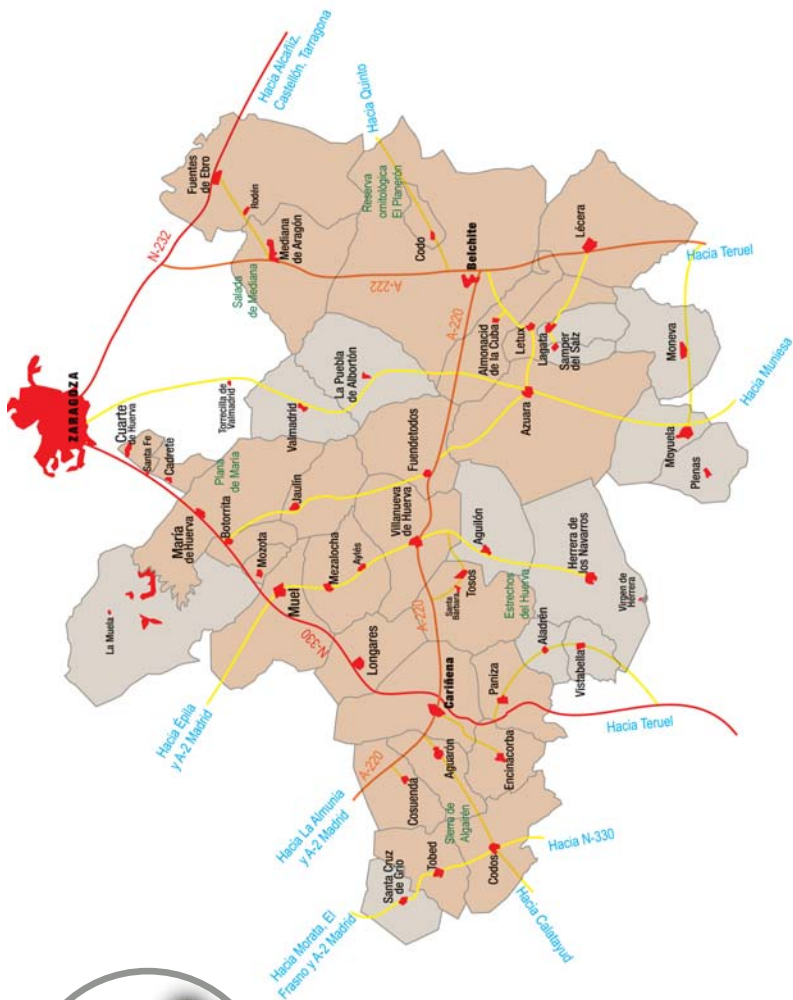 Hacia Alcañiz,
Castellón, Tarragona
Hacia Quinto
Fuentes
de Ebro
Rodén
Reserva
ornitológica
El Planerón
N-232
Mediana
de Aragón
Codo
Lécera
Salada
de Mediana
A-222
Belchite
Hacia Teruel
A-220
Almonacid
de la Cuba
Letux
Lagata
Samper
del Salz
Moneva
ZARAGOZA
Torrecilla de
Valmadrid
Valmadrid
La Puebla
de Albortón
Azuara
Hacia Muniesa
Cuarte
de Huerva
Santa Fe
Cadrete
Plana
de María
Fuendetodos
Moyuela
Plenas
María
de Huerva
Botorrita
Jaulín
Villanueva
de Huerva
Aguilón
Herrera de
los Navarros
Mozota
Mezalocha
Aylés
Muel
Santa
Bárbara
Tosos
Estrechos
del Huerva
Virgen de
Herrera
La Muela
N-330
Longares
A-220
Aladrén
Vistabella
Hacia Épila
y A-2 Madrid
Cariñena
Paniza
Hacia Teruel
A-220
Aguarón
Encinacorba
Cosuenda
Hacia La Almunia
y A-2 Madrid
Sierra de
Algairén
Santa Cruz
de Grío
Tobed
Codos
Hacia N-330
Hacia Morata, El
Frasno y A-2 Madrid
Hacia Calatayud